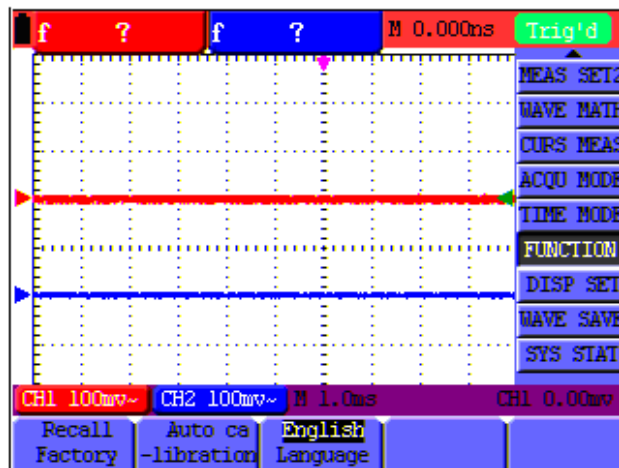 f ? f ? M 0.000ns Trig'd
MEAS SET2
WAVE MATH
CURS MEAS
ACQU MODE
TIME MODE
FUNCTION
DISP SET
WAVE SAVE
SYS STAT
CH1 100mv~ CH2 100mv~ M 1.0ms CH1 0.00mv
Recall
Factory
Auto ca
-libration
English
Language